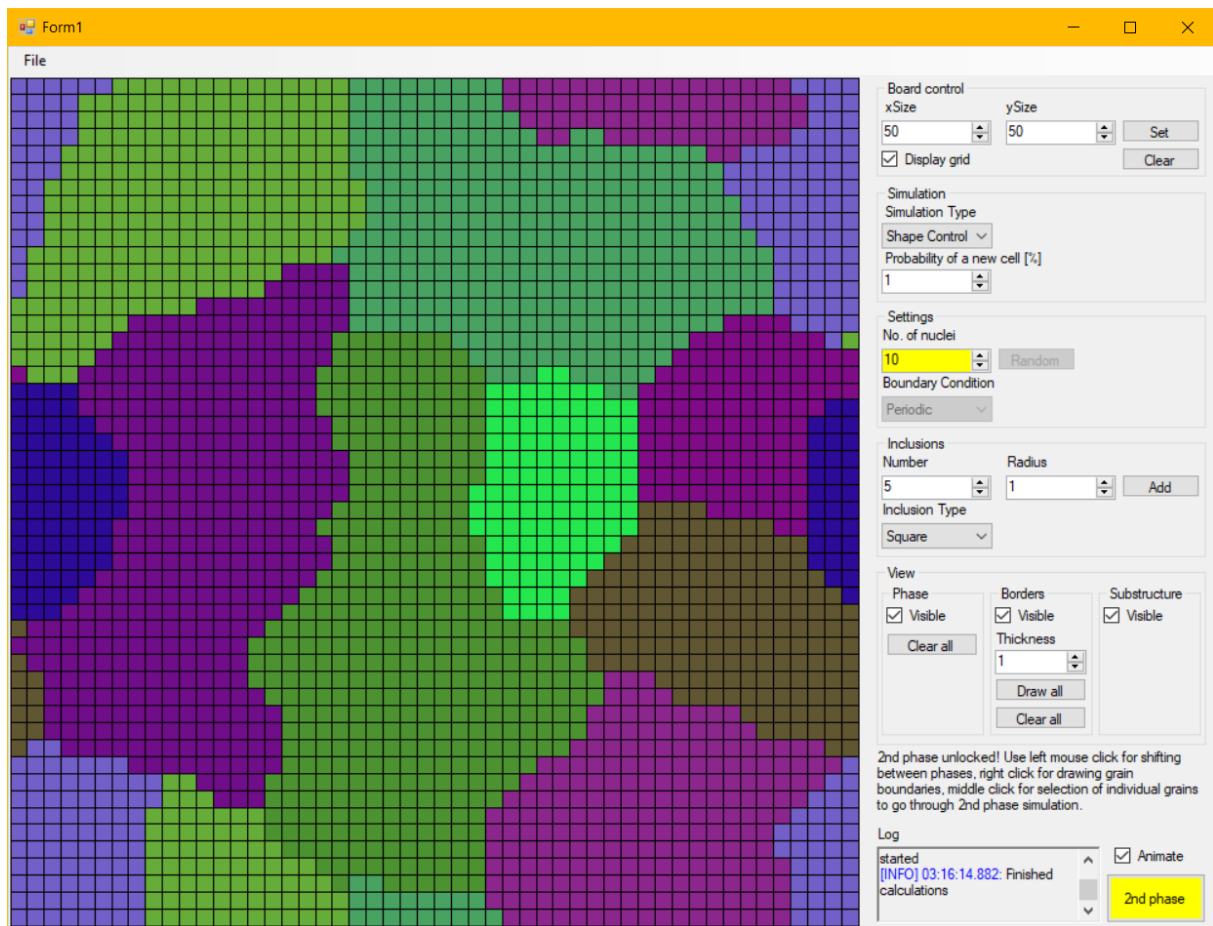 Form1
File
Board control
xSize
ySize
50
50
Set
Display grid
Clear
Simulation
Simulation Type
Shape Control
Probability of a new cell [%]
1
Settings
No. of nuclei
10
Random
Boundary Condition
Periodic
Inclusions
Number
Radius
5
1
Add
Inclusion Type
Square
View
Phase
Borders
Substructure
Visible
Visible
Visible
Clear all
Thickness
1
Draw all
Clear all
2nd phase unlocked! Use left mouse click for shifting
between phases, right click for drawing grain
boundaries, middle click for selection of individual grains
to go through 2nd phase simulation.
Log
started
[INFO] 03:16:14.882: Finished
calculations
Animate
2nd phase